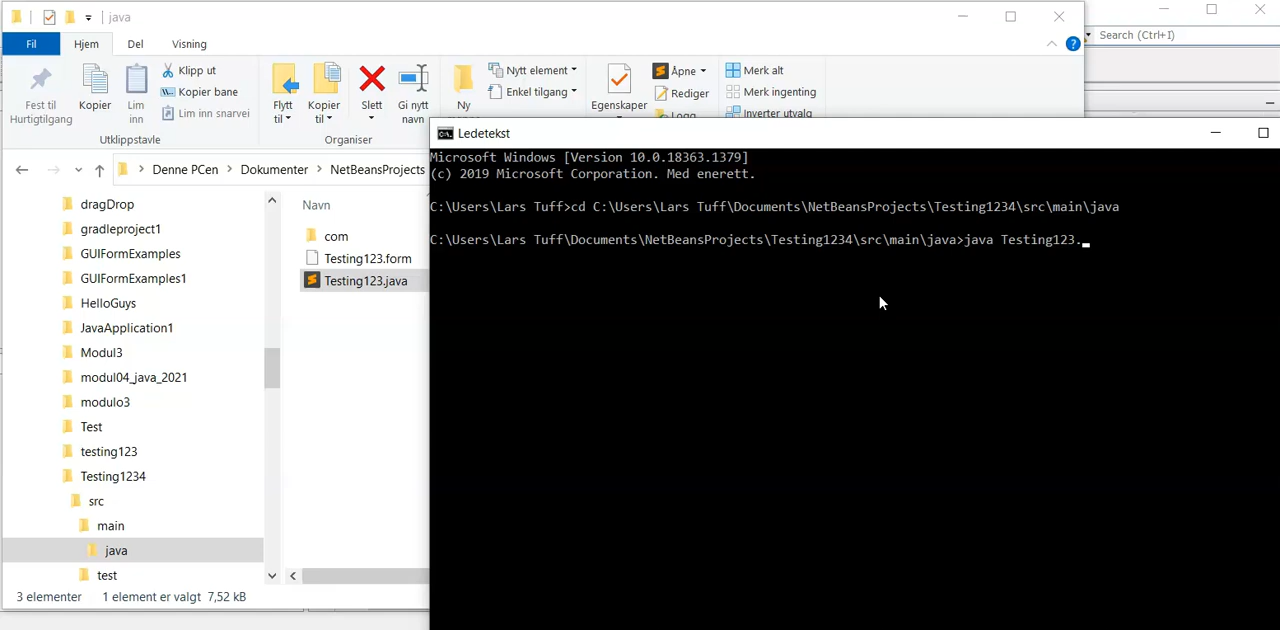 java
Search (Ctrl+I)
Fil
Hjem
Del
Visning
Fest til
Hurtigtilgang
Kopier
Lim
inn
Klipp ut
Kopier bane
Lim inn snarvei
Utklippstavle
Flytt
til
Kopier
til
Slett
Gi nytt
navn
Organiser
Ny
Nytt element
Enkel tilgang
Egenskaper
Åpne
Rediger
Logg
Merk alt
Merk ingenting
Inverter utvalg
Denne PCen
Dokumenter
NetBeansProjects
dragDrop
gradleproject1
GUIFormExamples
GUIFormExamples1
HelloGuys
JavaApplication1
Modul3
modul04_java_2021
modulo3
Test
testing123
Testing1234
src
main
java
test
Navn
com
Testing123.form
Testing123.java
3 elementer
1 element er valgt 7,52 kB
Ledetekst
Microsoft Windows [Version 10.0.18363.1379]
(c) 2019 Microsoft Corporation. Med enerett.
C:\Users\Lars Tuff>cd C:\Users\Lars Tuff\Documents\NetBeansProjects\Testing1234\src\main\java
C:\Users\Lars Tuff\Documents\NetBeansProjects\Testing1234\src\main\java>java Testing123.